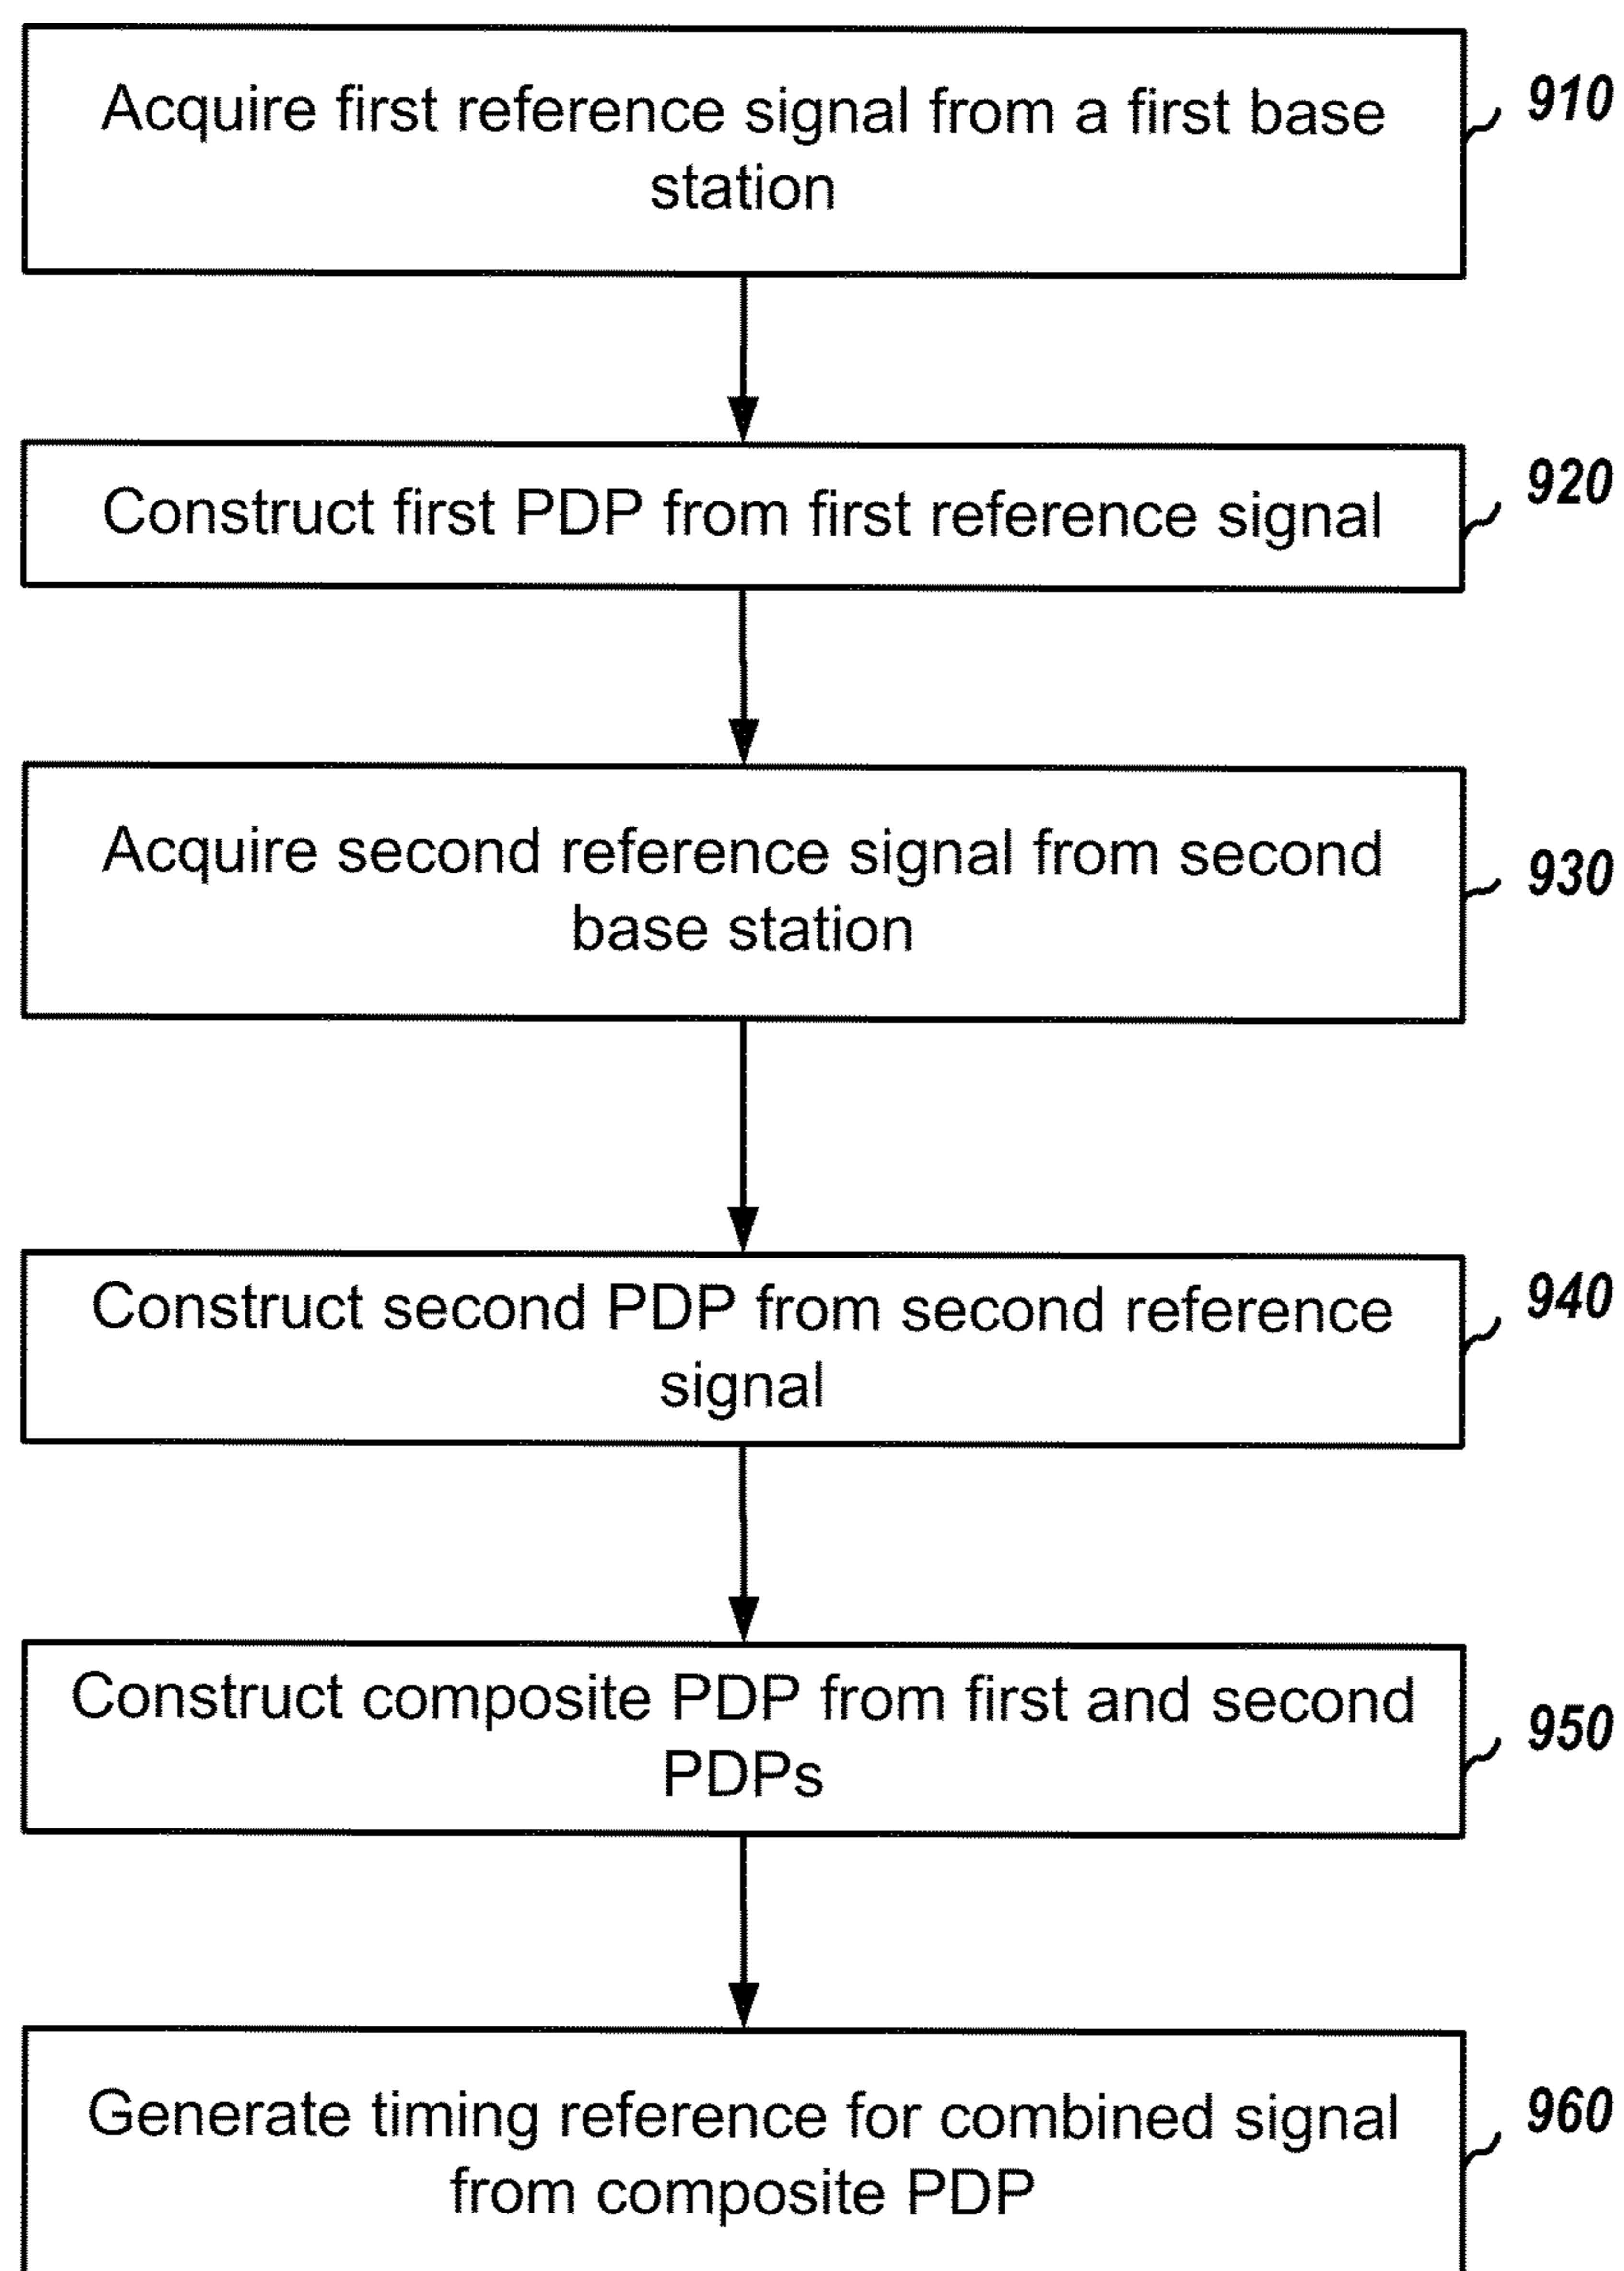 Acquire first reference signal from a first base
station
910
Construct first PDP from first reference signal
920
Acquire second reference signal from second
base station
930
Construct second PDP from second reference
signal
940
Construct composite PDP from first and second
PDPs
950
Generate timing reference for combined signal
from composite PDP
960